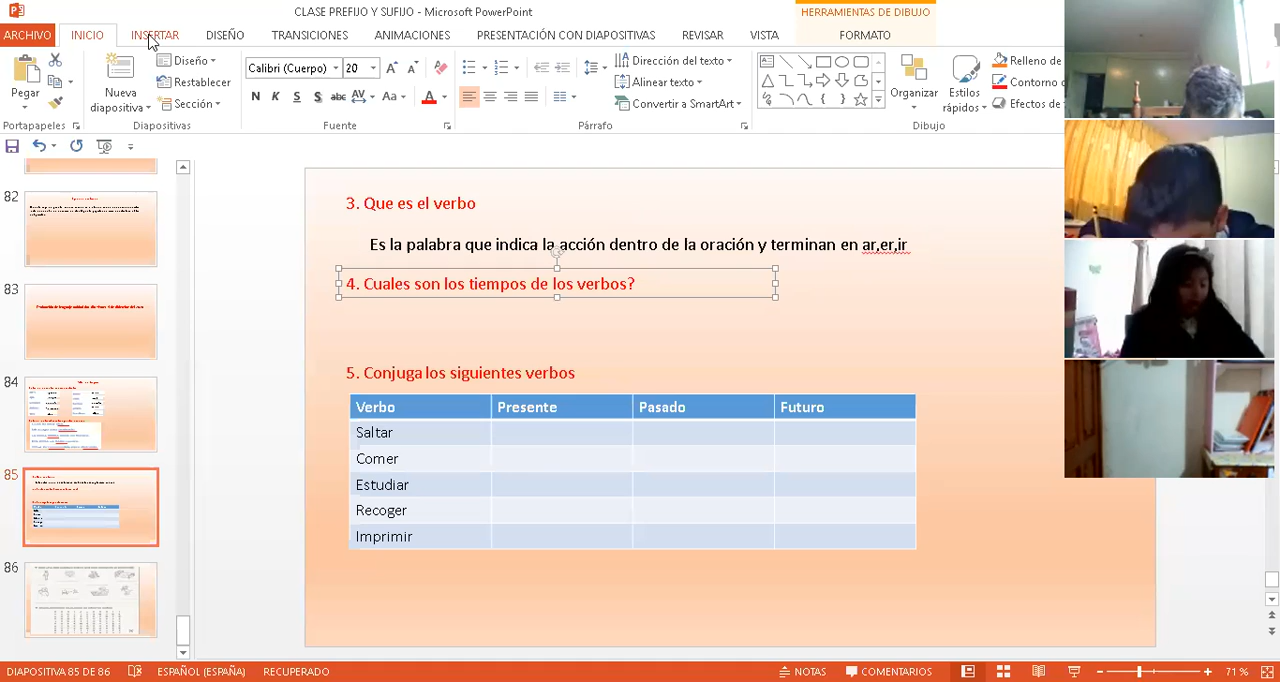 CLASE PREFIJO Y SUFIJO - Microsoft PowerPoint
HERRAMIENTAS DE DIBUJO
ARCHIVO INICIO INSERTAR DISEÑO TRANSICIONES ANIMACIONES PRESENTACIÓN CON DIAPOSITIVAS REVISAR VISTA FORMATO
Pegar
Nueva diapositiva
Diseño
Restablecer
Sección
Calibri (Cuerpo) 20
N K S S abc AV Aa A
Dirección del texto
Alinear texto
Convertir a SmartArt
Organizar
Estilos rápidos
Relleno de
Contorno
Efectos de
Portapapeles Diapositivas Fuente Párrafo Dibujo
82
83
84
85
86
3. Que es el verbo
Es la palabra que indica la acción dentro de la oración y terminan en ar,er,ir
4. Cuales son los tiempos de los verbos?
5. Conjuga los siguientes verbos
Verbo Presente Pasado Futuro
Saltar
Comer
Estudiar
Recoger
Imprimir
DIAPOSITIVA 85 DE 86 ESPAÑOL (ESPAÑA) RECUPERADO NOTAS COMENTARIOS 71 %